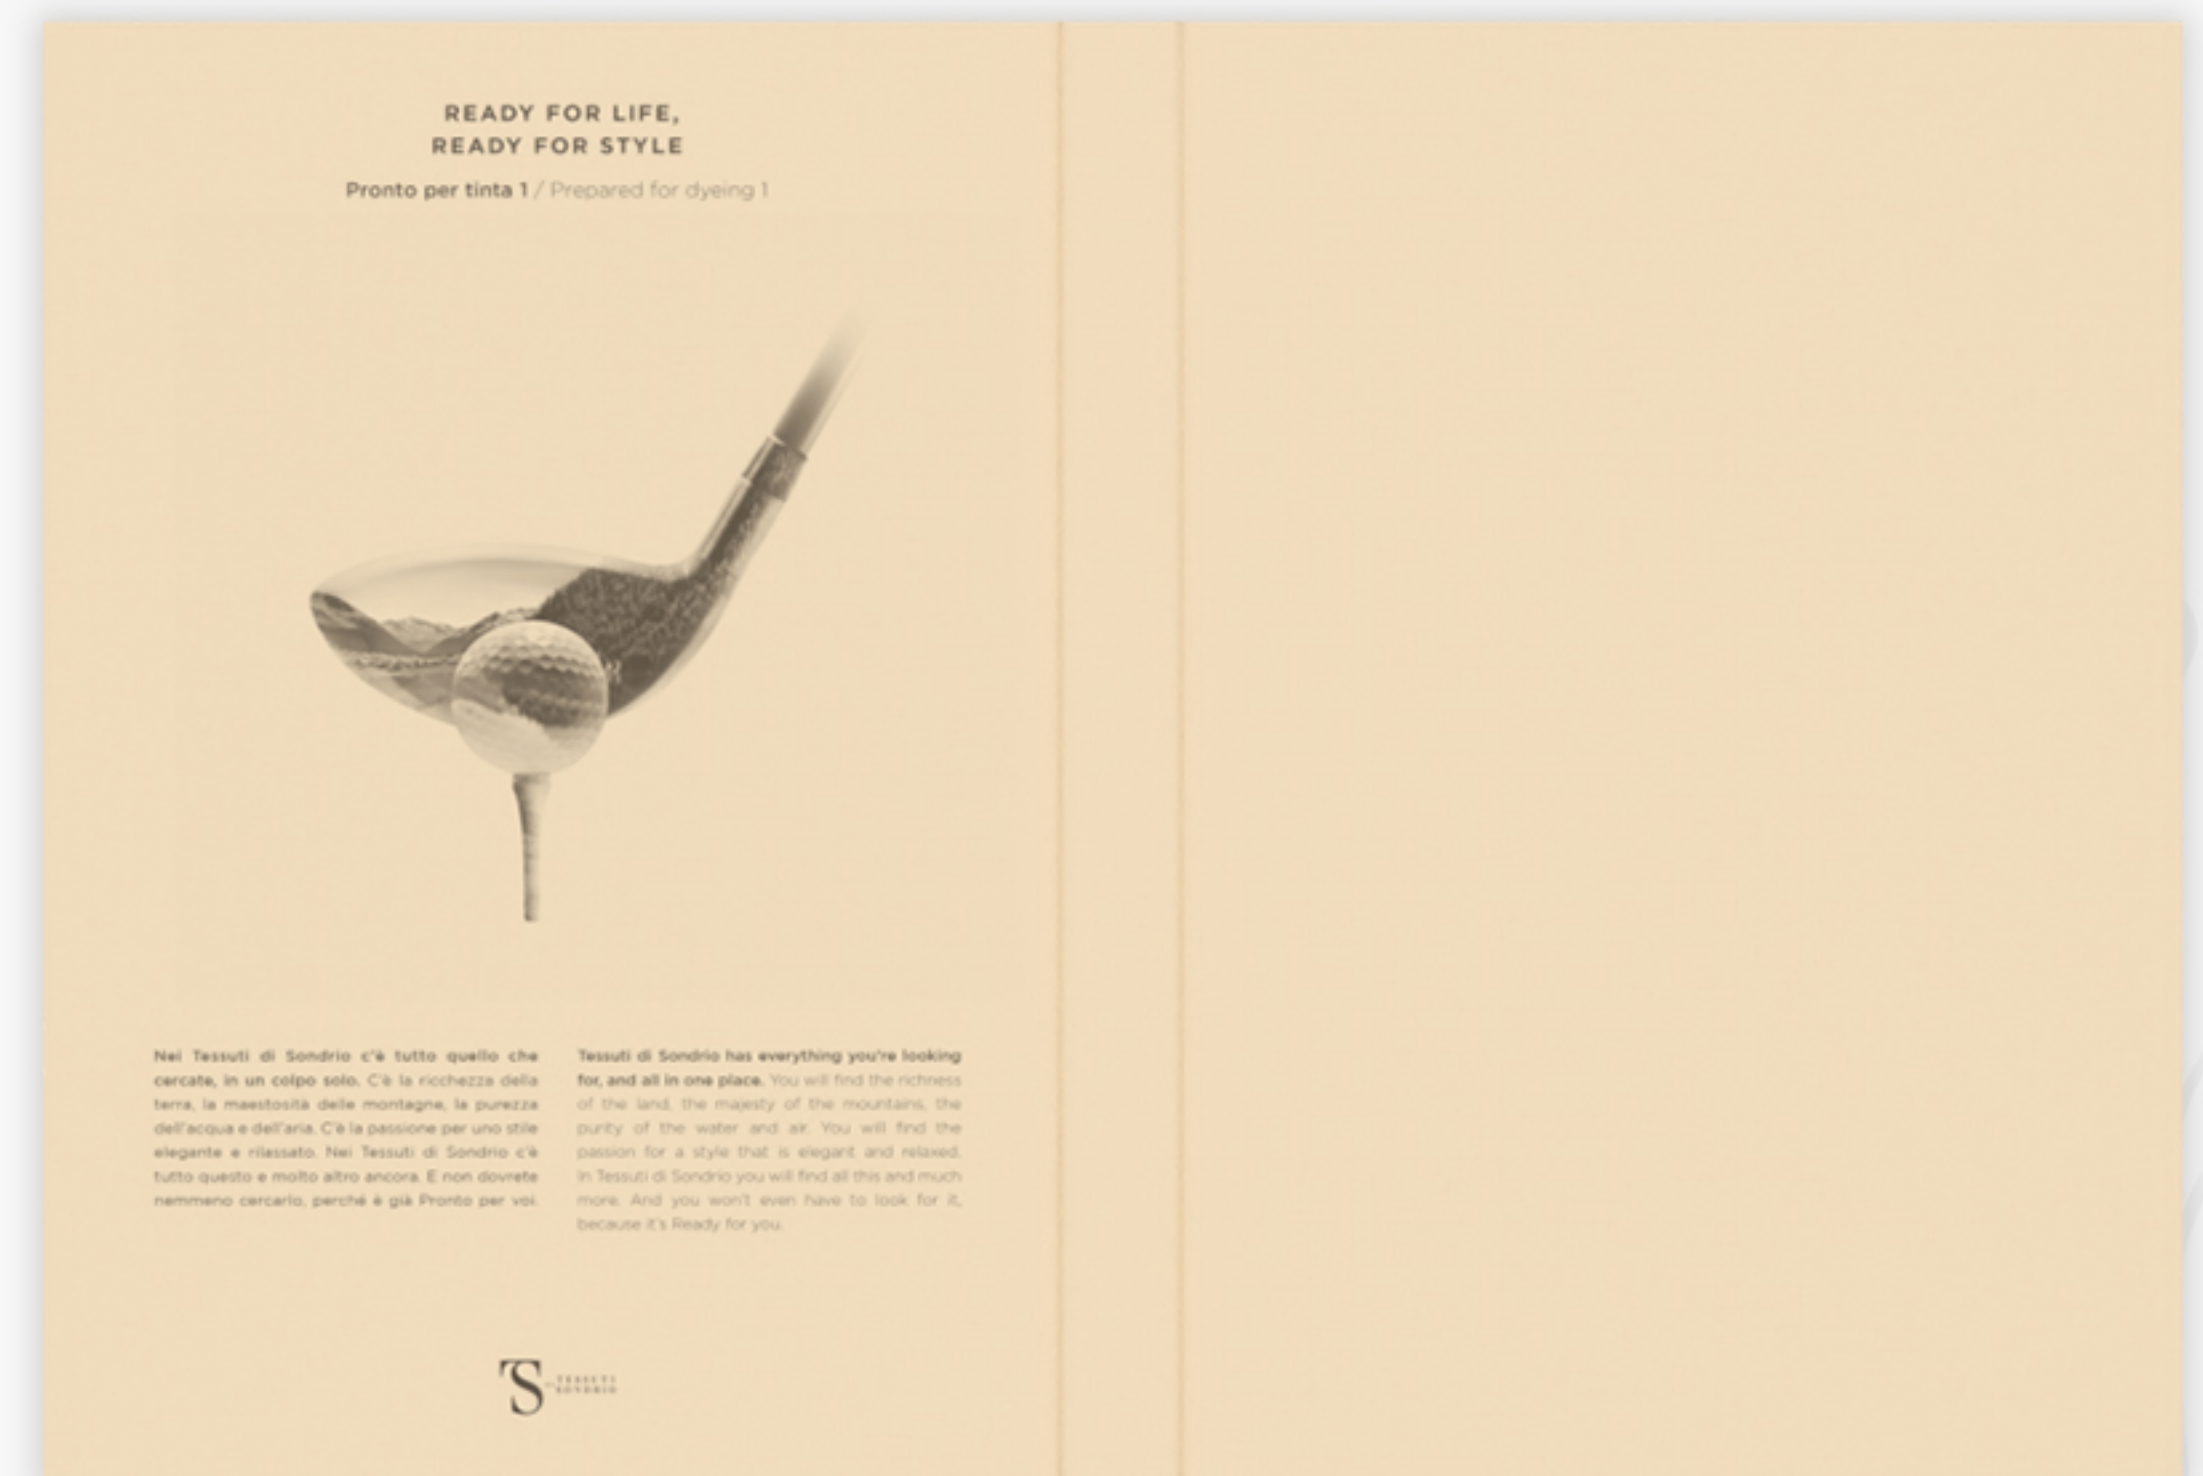 READY FOR LIFE,
READY FOR STYLE
Pronto per tinta 1 / Prepared for dyeing 1
Nei Tessuti di Sondrio c'è tutto quello che
cercate, in un colpo solo. C'è la ricchezza della
terra, la maestosità delle montagne, la purezza
dell'acqua e dell'aria. C'è la passione per uno stile
elegante e rilassato. Nei Tessuti di Sondrio c'è
tutto questo e molto altro ancora. E non dovrete
nemmeno cercarlo, perché è già Pronto per voi.
Tessuti di Sondrio has everything you're looking
for, and all in one place. You will find the richness
of the land, the majesty of the mountains, the
purity of the water and air. You will find the
passion for a style that is elegant and relaxed.
In Tessuti di Sondrio you will find all this and much
more. And you won't even have to look for it,
because it's Ready for you.
TS
TESSUTI
SONDRIO